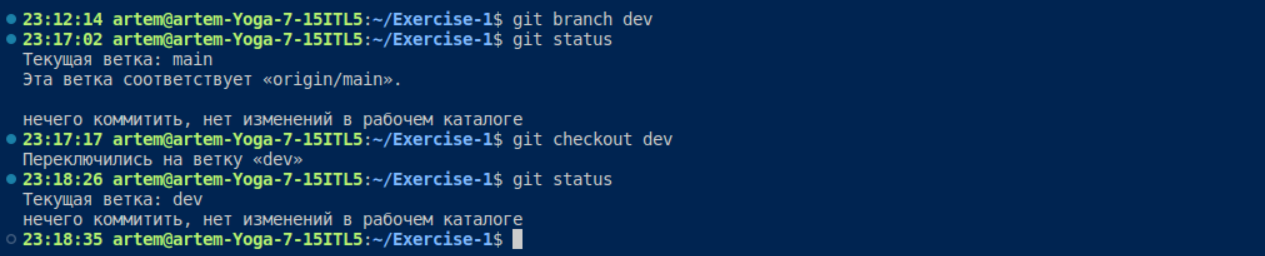 23:12:14 artem@artem-Yoga-7-15ITL5:~/Exercise-1$ git branch dev
23:17:02 artem@artem-Yoga-7-15ITL5:~/Exercise-1$ git status
Текущая ветка: main
Эта ветка соответствует «origin/main».
нечего коммитить, нет изменений в рабочем каталоге
23:17:17 artem@artem-Yoga-7-15ITL5:~/Exercise-1$ git checkout dev
Переключились на ветку «dev»
23:18:26 artem@artem-Yoga-7-15ITL5:~/Exercise-1$ git status
Текущая ветка: dev
нечего коммитить, нет изменений в рабочем каталоге
23:18:35 artem@artem-Yoga-7-15ITL5:~/Exercise-1$